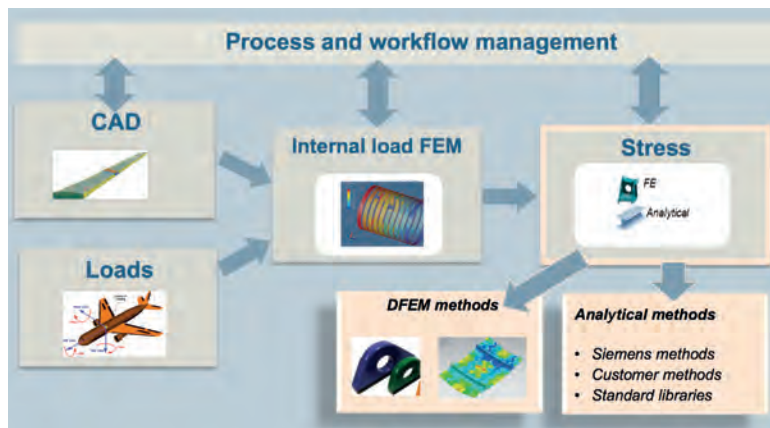 Process and workflow management
CAD
Internal load FEM
Stress
FE
Analytical
Loads
DFEM methods
Analytical methods
• Siemens methods
• Customer methods
• Standard libraries